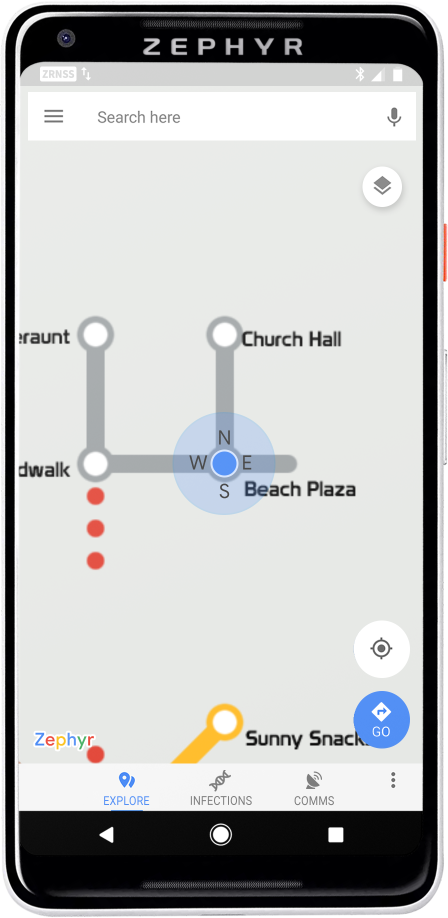 ZEPHYR
ZRNSS
Search here
eraunt
Church Hall
N
W E
dwalk
S
Beach Plaza
Sunny Snack
Zephyr
GO
EXPLORE INFECTIONS COMMS